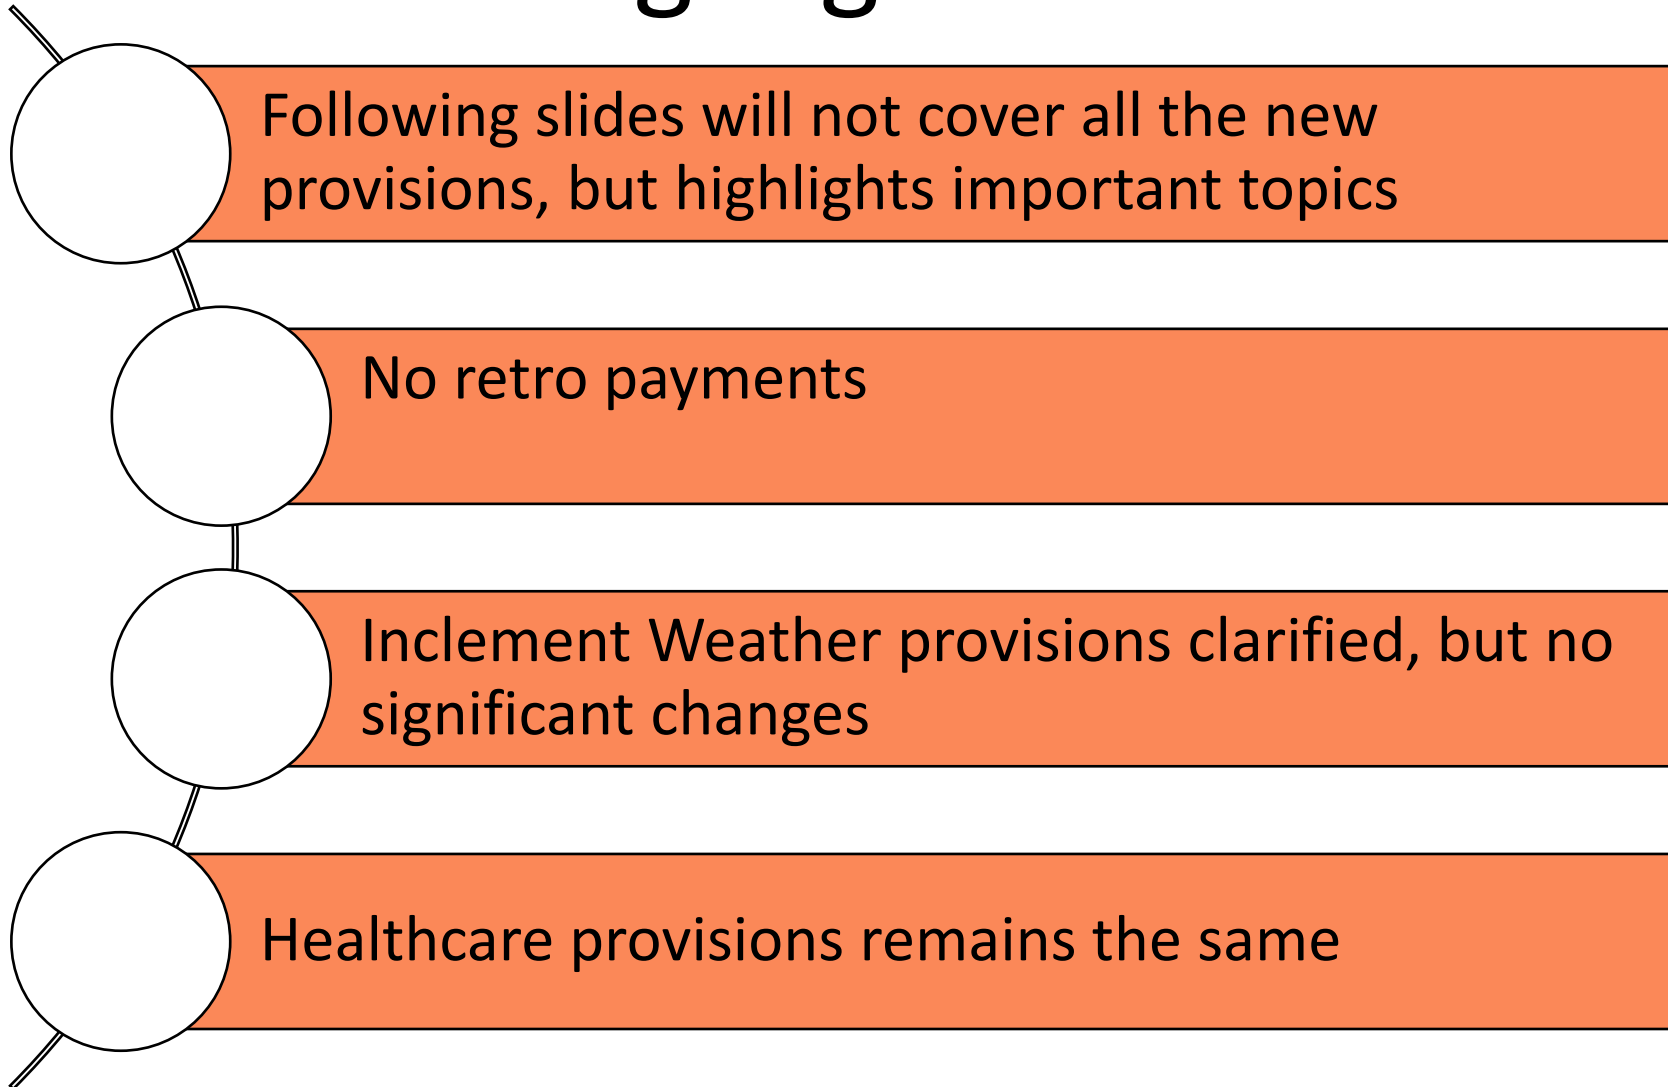 Following slides will not cover all the new
provisions, but highlights important topics
No retro payments
Inclement Weather provisions clarified, but no
significant changes
Healthcare provisions remains the same